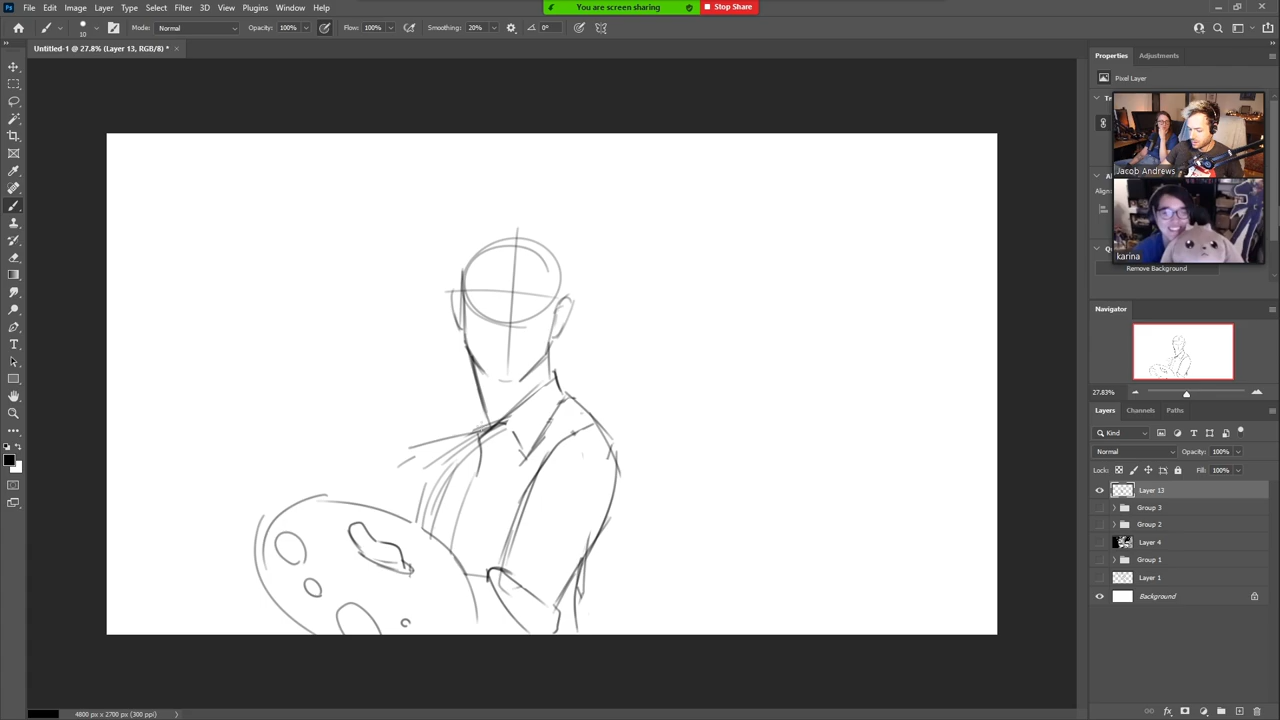 Ps File Edit Image Layer Type Select Filter 3D View Plugins Window Help
You are screen sharing Stop Share
10 Mode: Normal Opacity: 100% Flow: 100% Smoothing: 20% 0°
Untitled-1 @ 27.8% (Layer 13, RGB/8) * ×
Properties Adjustments
Pixel Layer
Jacob Andrews
karina
Remove Background
Navigator
27.83%
Layers Channels Paths
Kind
Normal Opacity: 100%
Lock: Fill: 100%
Layer 13
Group 3
Group 2
Layer 4
Group 1
Layer 1
Background
4800 px x 2700 px (300 ppi)